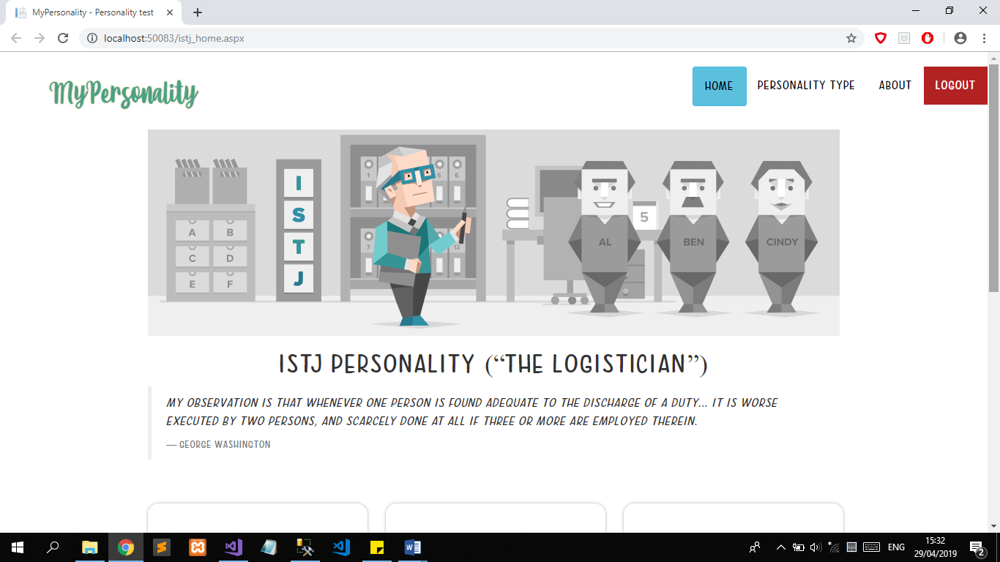 MyPersonality - Personality test
localhost:50083/istj_home.aspx
MyPersonality
HOME
PERSONALITY TYPE
ABOUT
LOGOUT
I
S
T
J
A B
C D
E F
1 5 6
7 12
5
AL
BEN
CINDY
ISTJ PERSONALITY (“THE LOGISTICIAN”)
MY OBSERVATION IS THAT WHENEVER ONE PERSON IS FOUND ADEQUATE TO THE DISCHARGE OF A DUTY... IT IS WORSE
EXECUTED BY TWO PERSONS, AND SCARCELY DONE AT ALL IF THREE OR MORE ARE EMPLOYED THEREIN.
— GEORGE WASHINGTON
ENG
15:32
29/04/2019
2